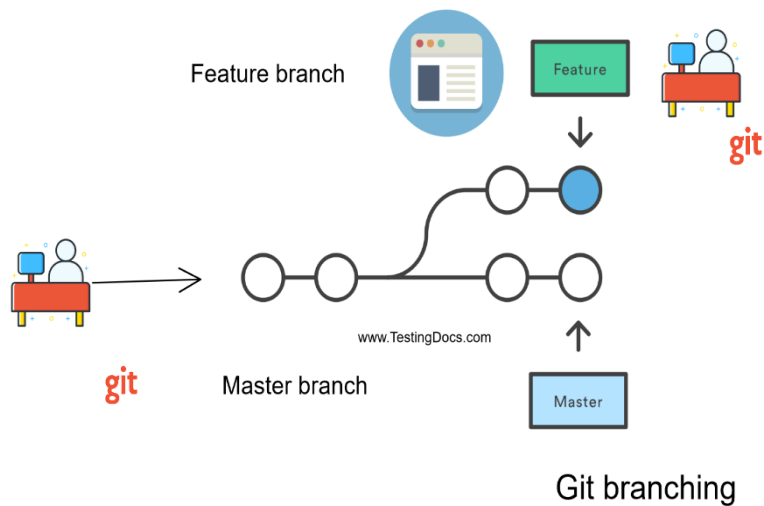 Feature branch
Feature
git
www.TestingDocs.com
git
Master branch
Master
Git branching